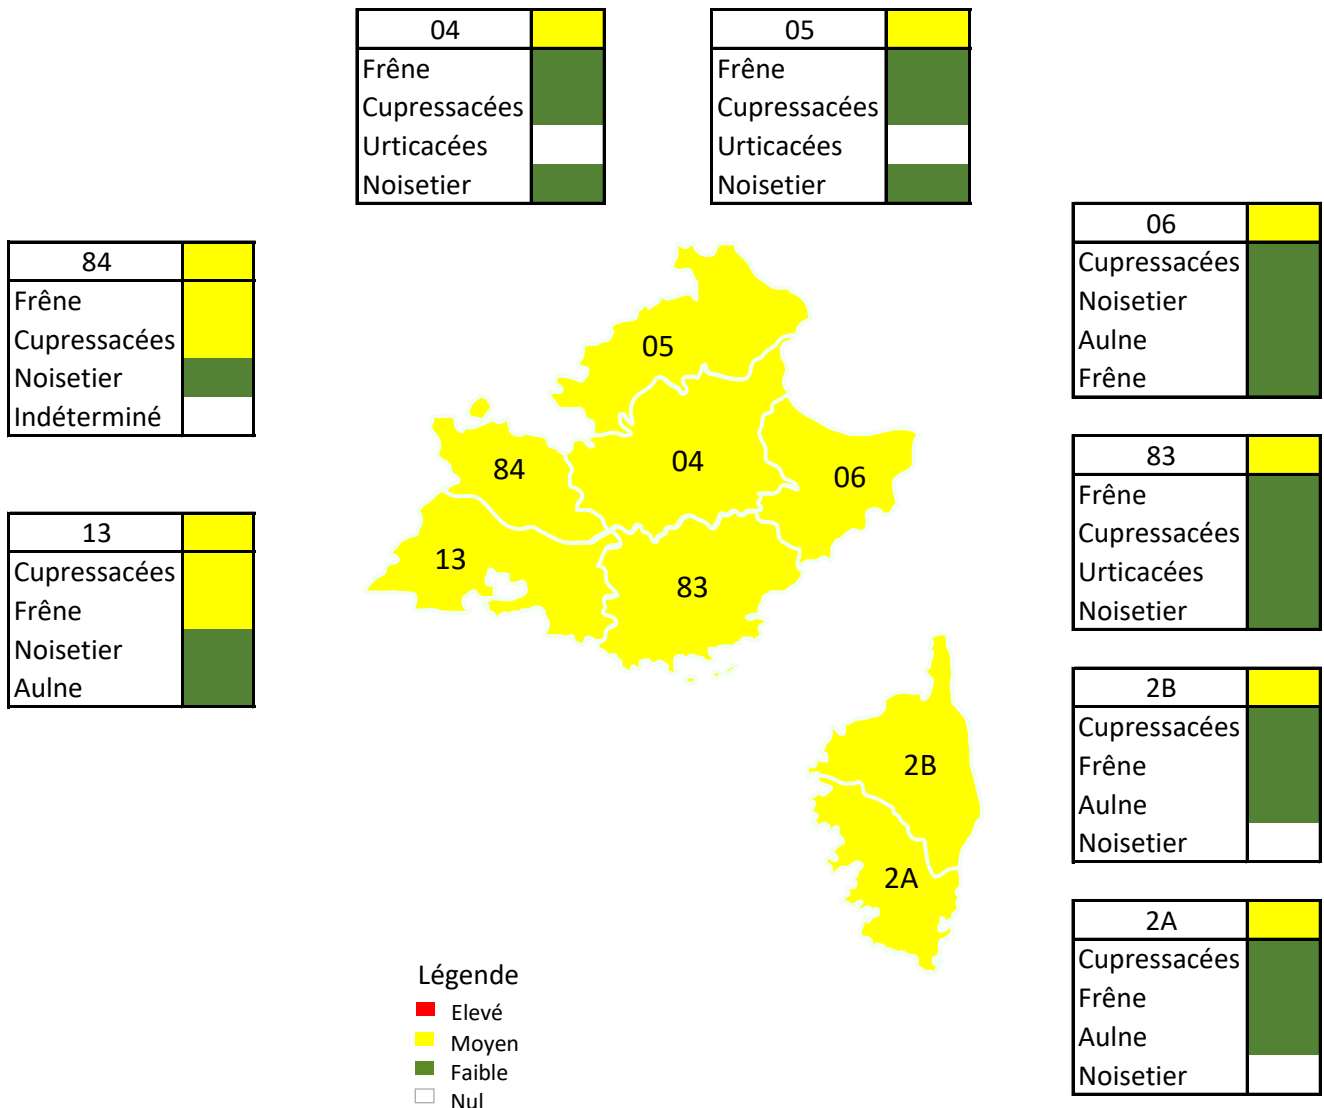 04
Frêne
Cupressacées
Urticacées
Noisetier
05
Frêne
Cupressacées
Urticacées
Noisetier
84
Frêne
Cupressacées
Noisetier
Indéterminé
13
Cupressacées
Frêne
Noisetier
Aulne
06
Cupressacées
Noisetier
Aulne
Frêne
83
Frêne
Cupressacées
Urticacées
Noisetier
2B
Cupressacées
Frêne
Aulne
Noisetier
2A
Cupressacées
Frêne
Aulne
Noisetier
05
04
84
06
13
83
2B
2A
Légende
Elevé
Moyen
Faible
Nul